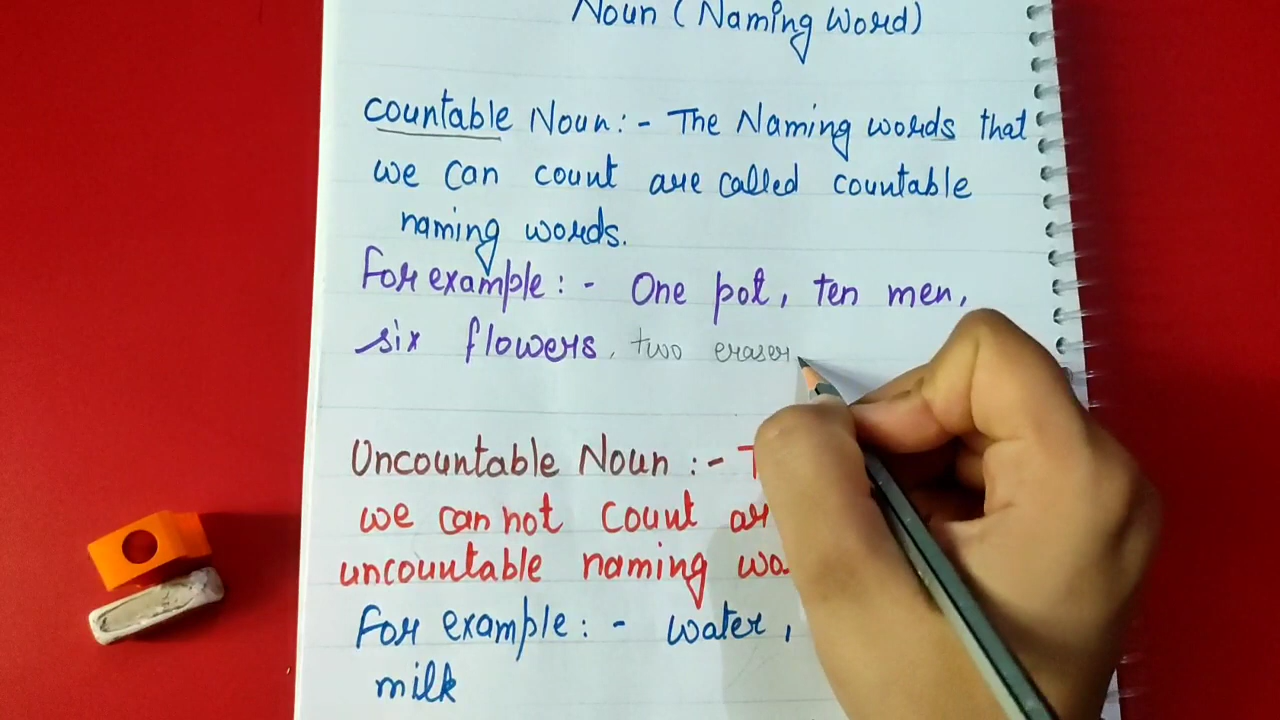 Noun (Naming Word)
Countable Noun :- The Naming words that
we can count are called countable
naming words.
For example :- One pot, ten men,
six flowers, two eraser
Uncountable Noun :-
we can not count
uncountable naming
For example :- water,
milk